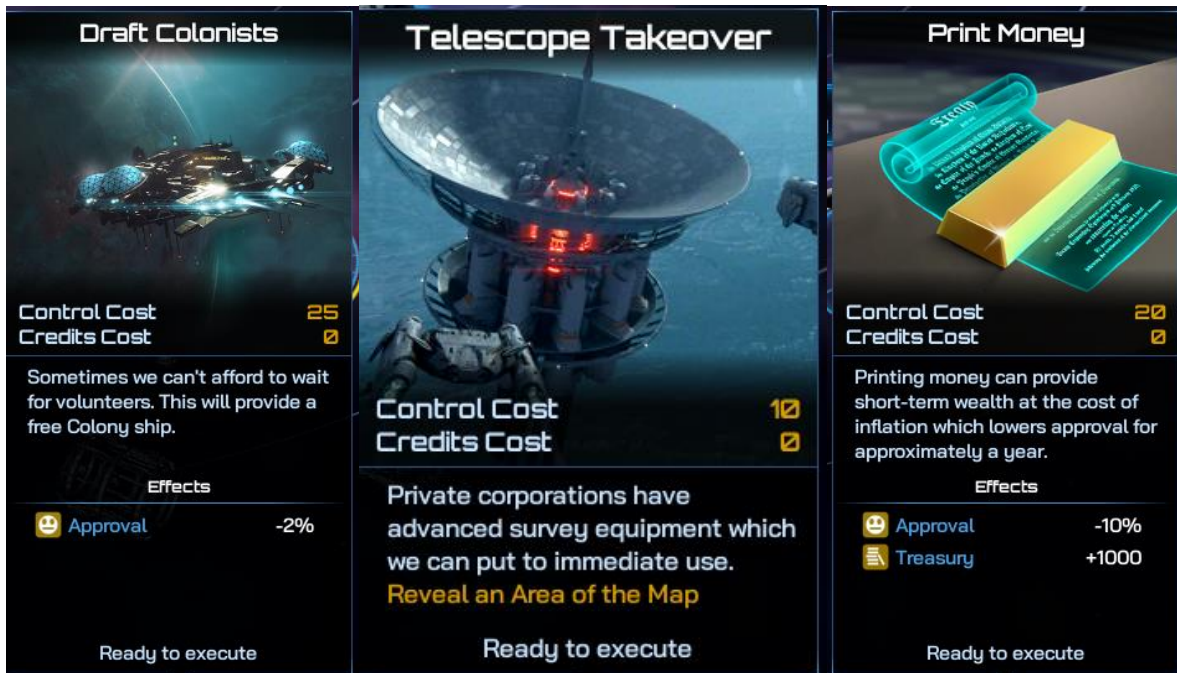 Draft Colonists
Control Cost 25
Credits Cost 0
Sometimes we can't afford to wait
for volunteers. This will provide a
free Colony ship.
Effects
Approval -2%
Ready to execute
Telescope Takeover
Control Cost 10
Credits Cost 0
Private corporations have
advanced survey equipment which
we can put to immediate use.
Reveal an Area of the Map
Ready to execute
Print Money
Treaty
Control Cost 20
Credits Cost 0
Printing money can provide
short-term wealth at the cost of
inflation which lowers approval for
approximately a year.
Effects
Approval -10%
Treasury +1000
Ready to execute